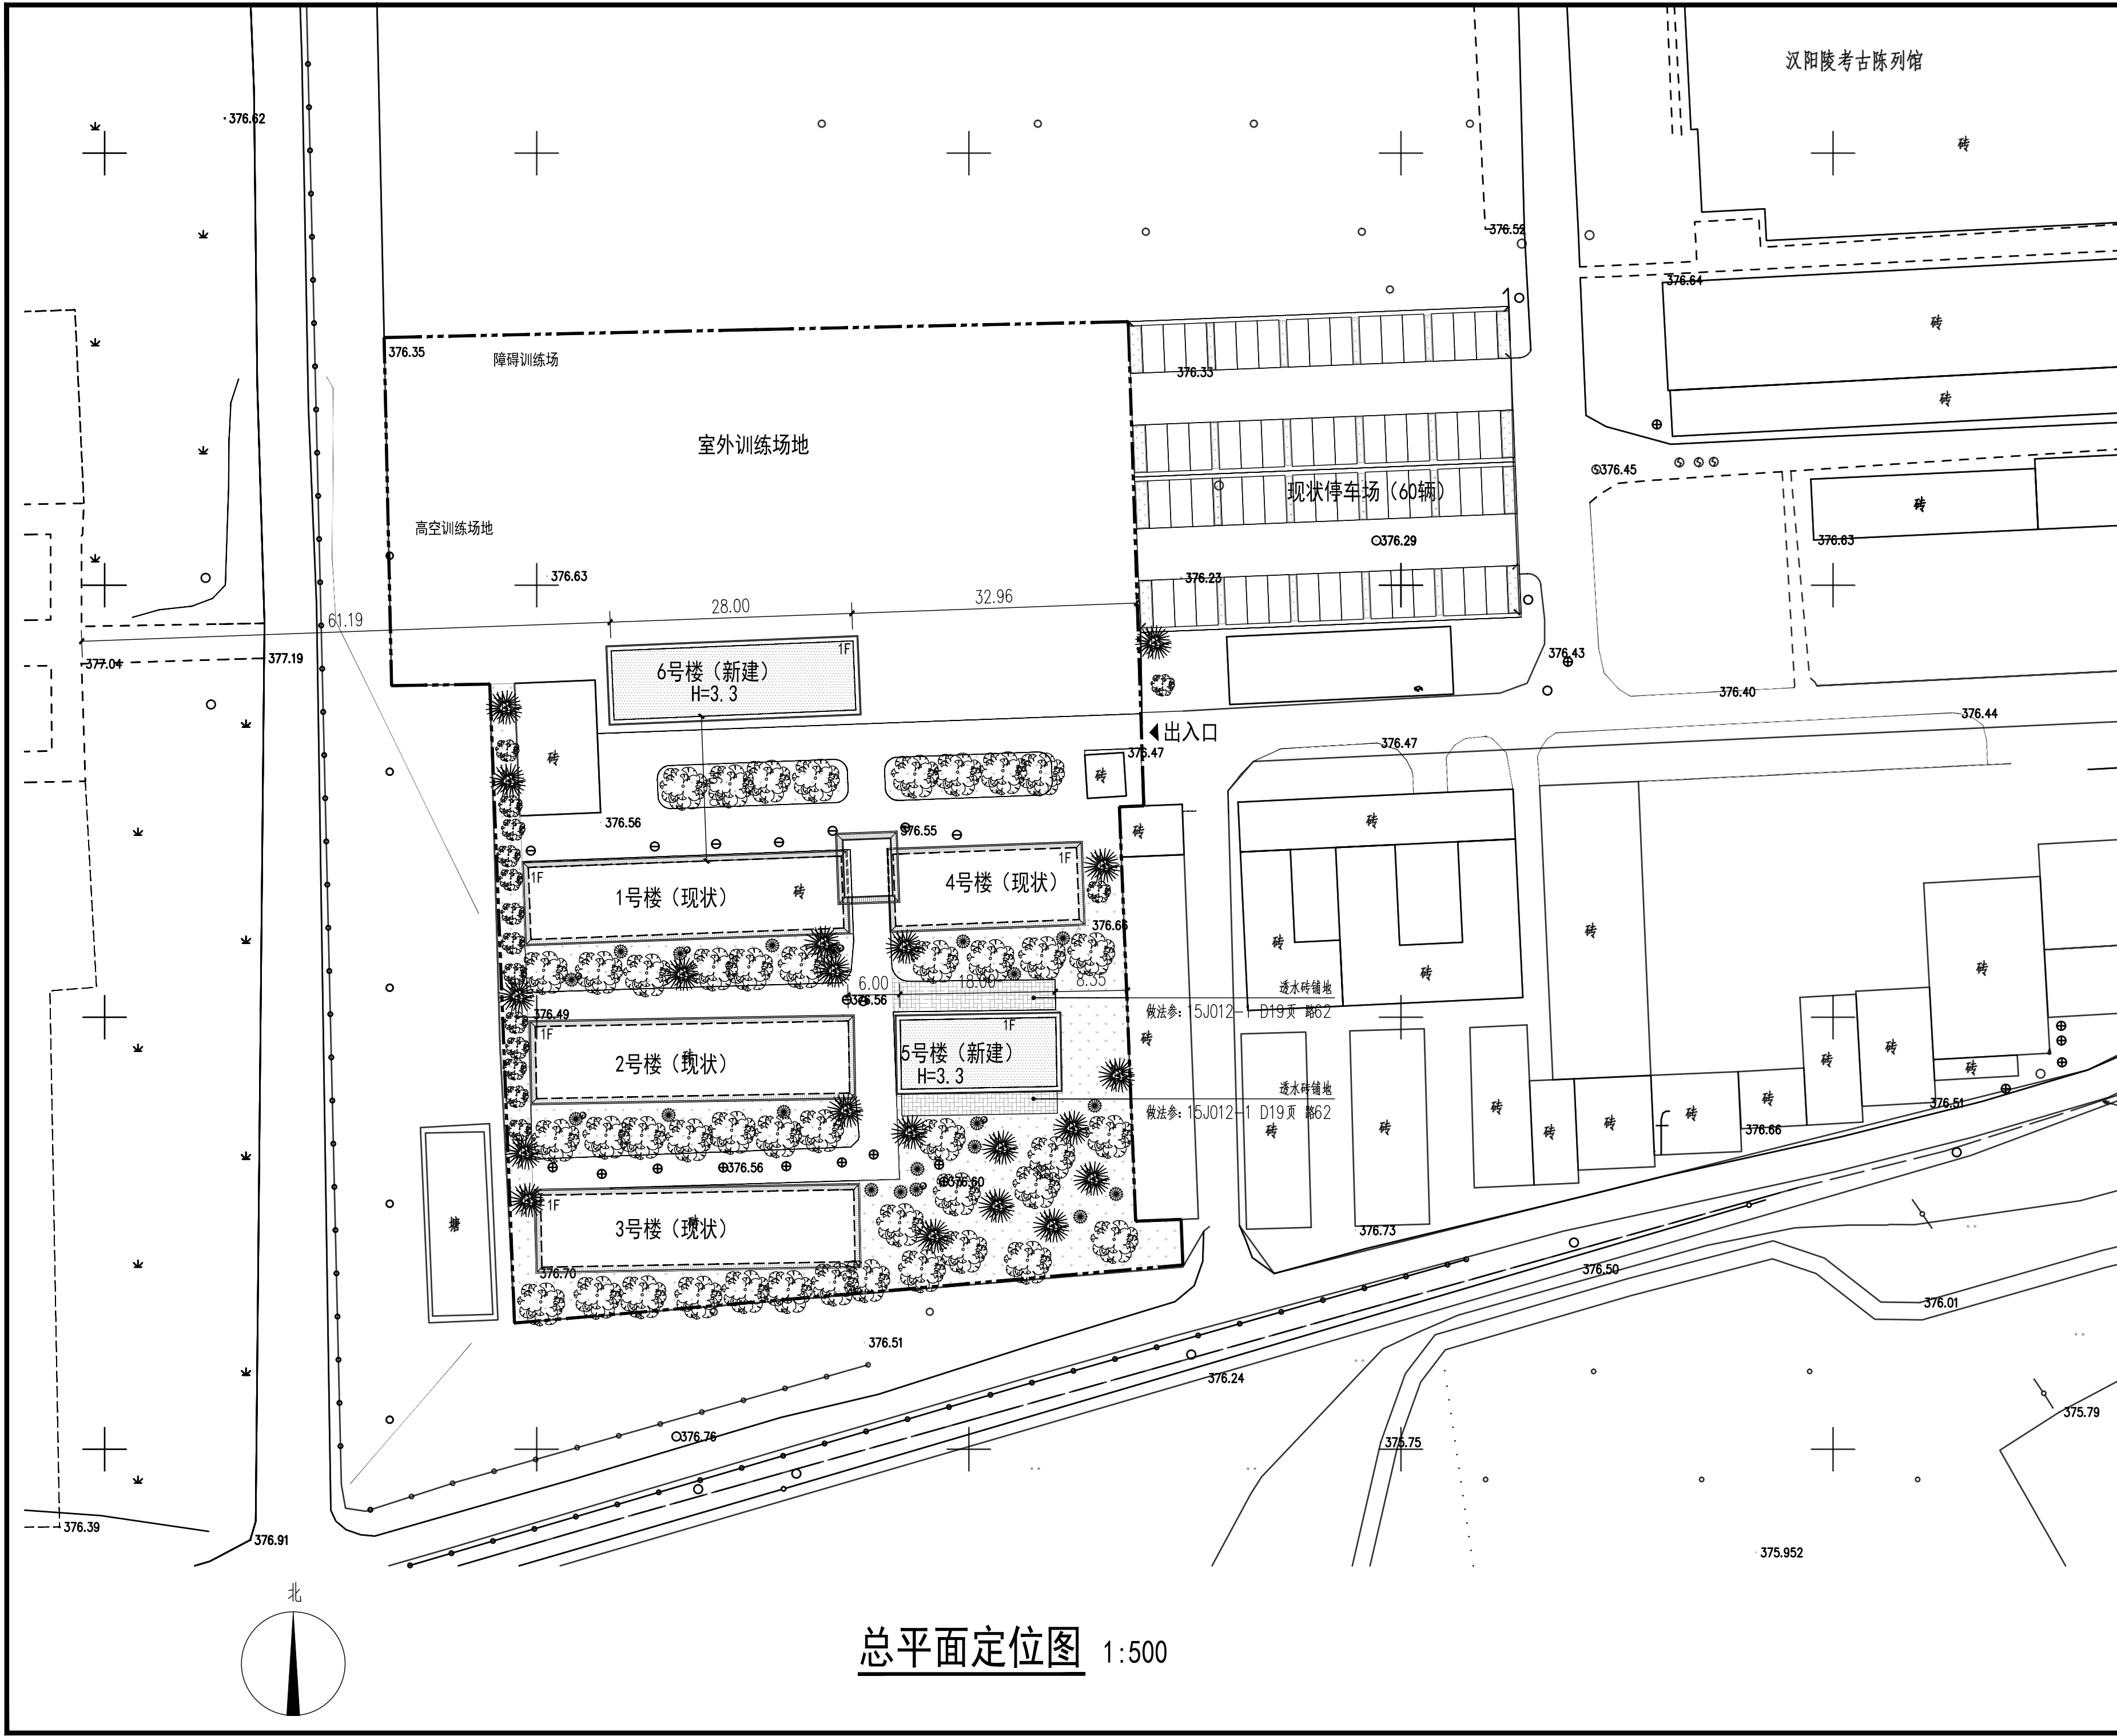 汉阳陵考古陈列馆
376.62
砖
376.52
376.64
砖
376.35
障碍训练场
376.33
砖
室外训练场地
376.45
现状停车场（60辆）
砖
高空训练场地
376.29
376.63
376.63
376.23
28.00
32.96
61.19
377.04
377.19
1F
6号楼（新建）
H=3.3
376.43
376.40
376.44
出入口
376.47
376.47
砖
砖
376.56
376.55
砖
砖
1F
1号楼（现状）
砖
1F
4号楼（现状）
376.66
砖
砖
砖
砖
6.00
18.00
8.55
透水砖铺地
376.56
做法参：15J012-1 D19页 路62
376.49
1F
2号楼（现状）
1F
5号楼（新建）
H=3.3
砖
砖
砖
砖
砖
透水砖铺地
做法参：15J012-1 D19页 路62
376.51
砖
砖
砖
砖
砖
砖
砖
376.66
376.56
376.60
1F
3号楼（现状）
376.73
376.70
376.50
376.01
376.51
376.24
375.79
376.76
375.75
376.39
376.91
375.952
北
总平面定位图 1:500